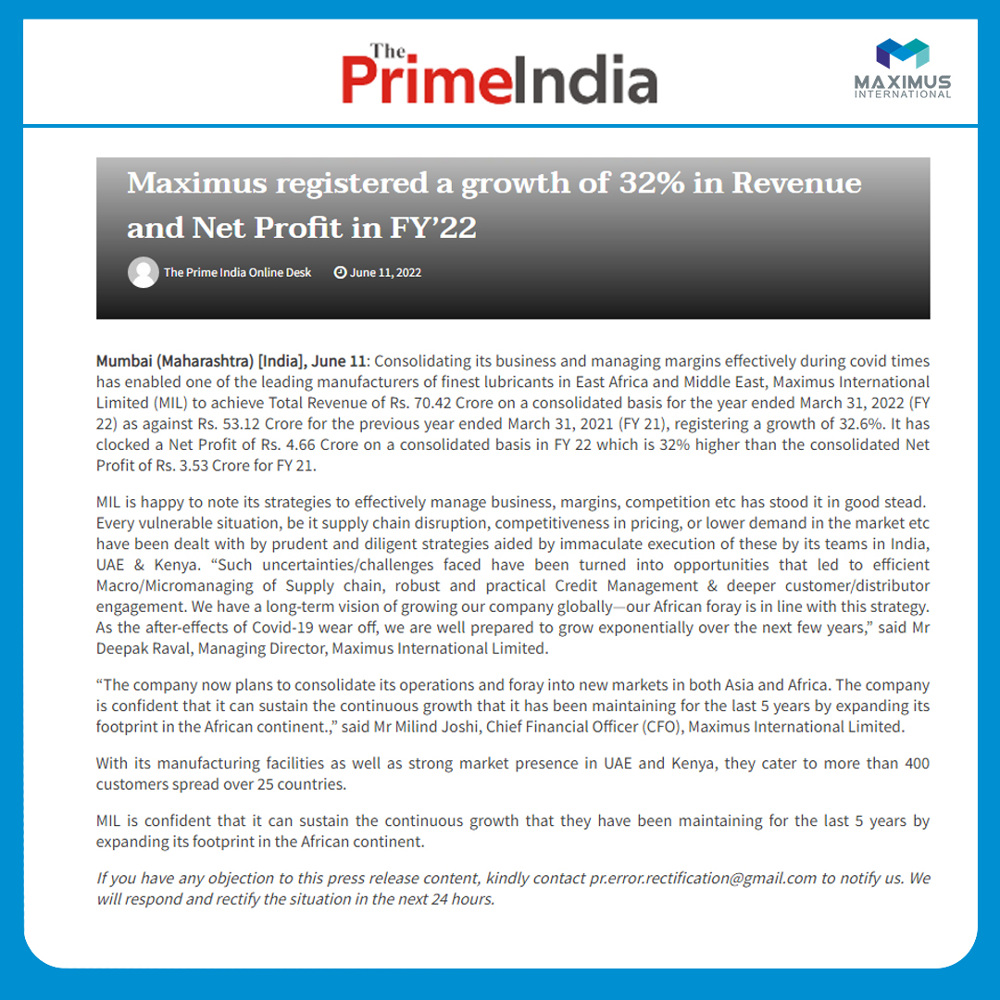 The
PrimeIndia
MAXIMUS
INTERNATIONAL
Maximus registered a growth of 32% in Revenue
and Net Profit in FY’22
The Prime India Online Desk June 11, 2022
Mumbai (Maharashtra) [India], June 11: Consolidating its business and managing margins effectively during covid times
has enabled one of the leading manufacturers of finest lubricants in East Africa and Middle East, Maximus International
Limited (MIL) to achieve Total Revenue of Rs. 70.42 Crore on a consolidated basis for the year ended March 31, 2022 (FY
22) as against Rs. 53.12 Crore for the previous year ended March 31, 2021 (FY 21), registering a growth of 32.6%. It has
clocked a Net Profit of Rs. 4.66 Crore on a consolidated basis in FY 22 which is 32% higher than the consolidated Net
Profit of Rs. 3.53 Crore for FY 21.
MIL is happy to note its strategies to effectively manage business, margins, competition etc has stood it in good stead.
Every vulnerable situation, be it supply chain disruption, competitiveness in pricing, or lower demand in the market etc
have been dealt with by prudent and diligent strategies aided by immaculate execution of these by its teams in India,
UAE & Kenya. “Such uncertainties/challenges faced have been turned into opportunities that led to efficient
Macro/Micromanaging of Supply chain, robust and practical Credit Management & deeper customer/distributor
engagement. We have a long-term vision of growing our company globally—our African foray is in line with this strategy.
As the after-effects of Covid-19 wear off, we are well prepared to grow exponentially over the next few years,” said Mr
Deepak Raval, Managing Director, Maximus International Limited.
“The company now plans to consolidate its operations and foray into new markets in both Asia and Africa. The company
is confident that it can sustain the continuous growth that it has been maintaining for the last 5 years by expanding its
footprint in the African continent.,” said Mr Milind Joshi, Chief Financial Officer (CFO), Maximus International Limited.
With its manufacturing facilities as well as strong market presence in UAE and Kenya, they cater to more than 400
customers spread over 25 countries.
MIL is confident that it can sustain the continuous growth that they have been maintaining for the last 5 years by
expanding its footprint in the African continent.
If you have any objection to this press release content, kindly contact pr.error.rectification@gmail.com to notify us. We
will respond and rectify the situation in the next 24 hours.